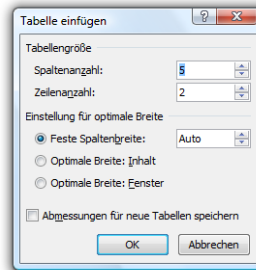 Tabelle einfügen
Tabellengröße
Spaltenanzahl: 5
Zeilenanzahl: 2
Einstellung für optimale Breite
Feste Spaltenbreite: Auto
Optimale Breite: Inhalt
Optimale Breite: Fenster
Abmessungen für neue Tabellen speichern
OK Abbrechen